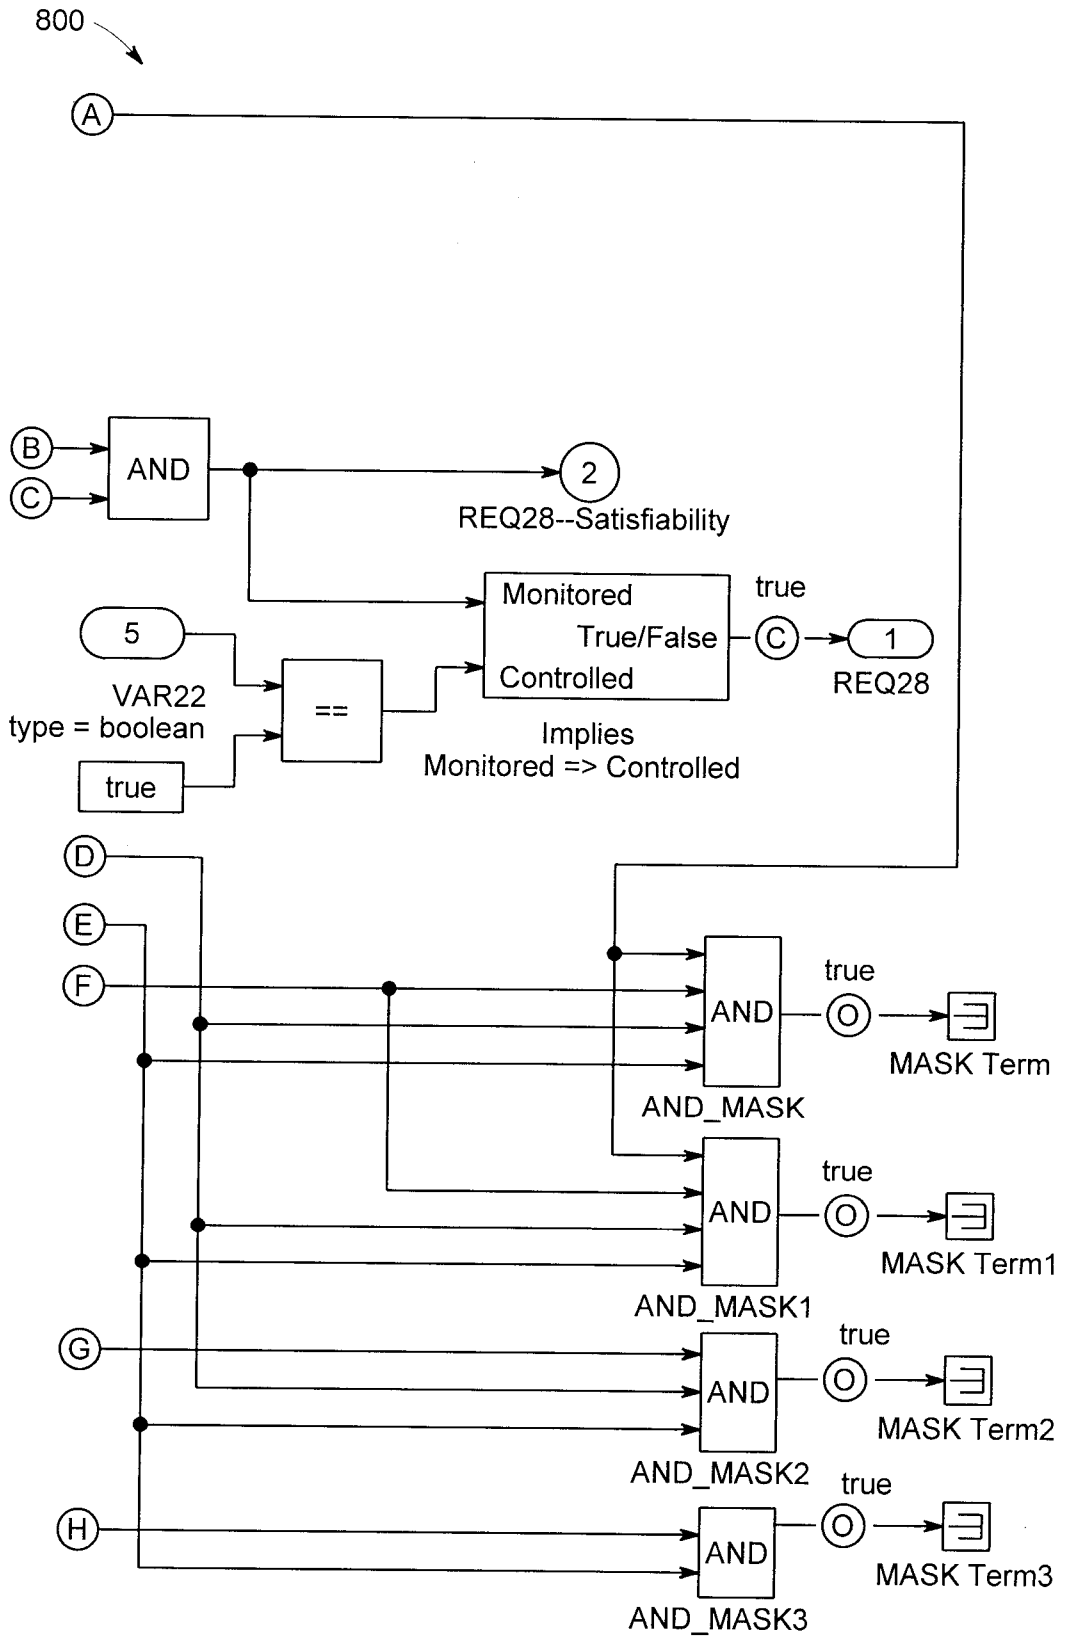 800
A
B
C
AND
2
REQ28--Satisfiability
Monitored
True/False
Controlled
true
C
1
REQ28
5
VAR22
type = boolean
==
true
Implies
Monitored => Controlled
D
E
F
AND
AND_MASK
true
O
MASK Term
AND
AND_MASK1
true
O
MASK Term1
G
AND
AND_MASK2
true
O
MASK Term2
H
AND
AND_MASK3
true
O
MASK Term3